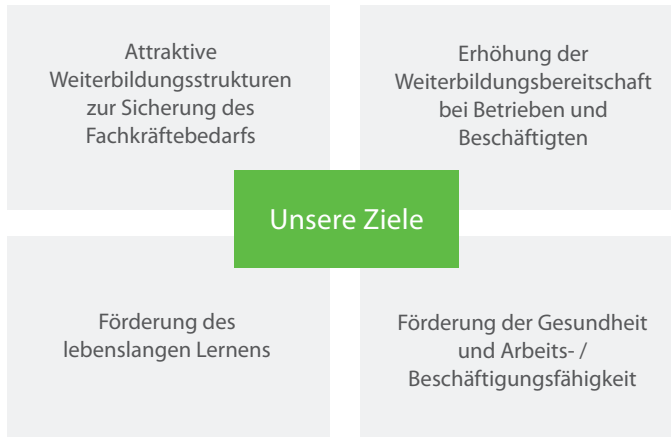 Attraktive
Weiterbildungsstrukturen
zur Sicherung des
Fachkräftebedarfs
Erhöhung der
Weiterbildungsbereitschaft
bei Betrieben und
Beschäftigten
Unsere Ziele
Förderung des
lebenslangen Lernens
Förderung der Gesundheit
und Arbeits- /
Beschäftigungsfähigkeit